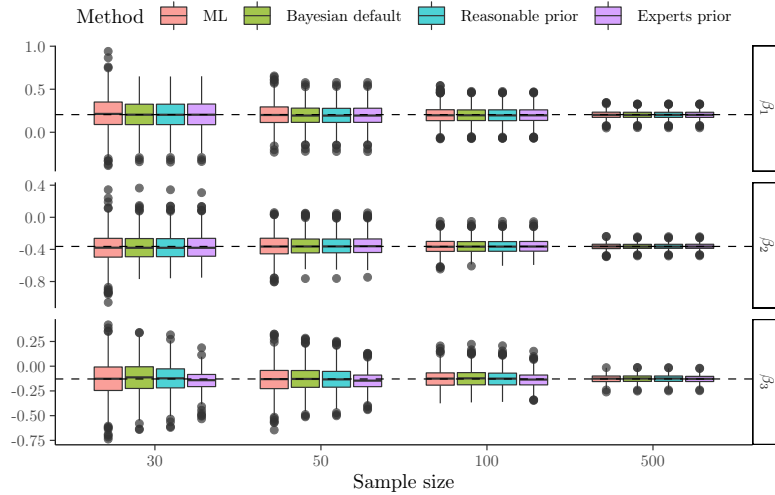 Method ML Bayesian default Reasonable prior Experts prior
1.0
0.5
0.0
β1
0.4
0.0
-0.4
-0.8
β2
0.25
0.00
-0.25
-0.50
-0.75
β3
30 50 100 500
Sample size